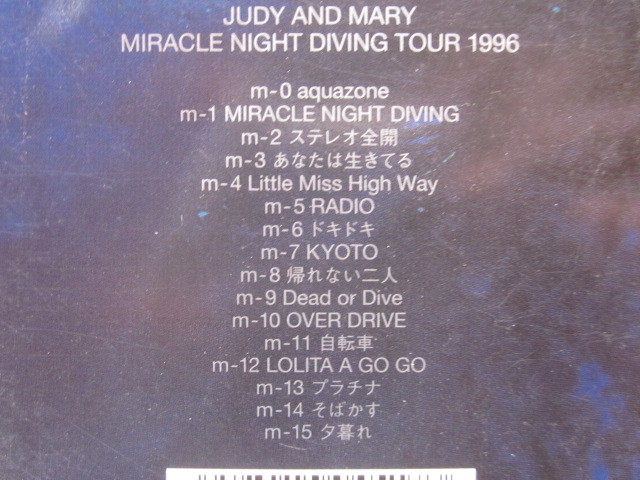 JUDY AND MARY
MIRACLE NIGHT DIVING TOUR 1996
m-0 aquazone
m-1 MIRACLE NIGHT DIVING
m-2 ステレオ全開
m-3 あなたは生きてる
m-4 Little Miss High Way
m-5 RADIO
m-6 ドキドキ
m-7 KYOTO
m-8 帰れない二人
m-9 Dead or Dive
m-10 OVER DRIVE
m-11 自転車
m-12 LOLITA A GO GO
m-13 プラチナ
m-14 そばかす
m-15 夕暮れ